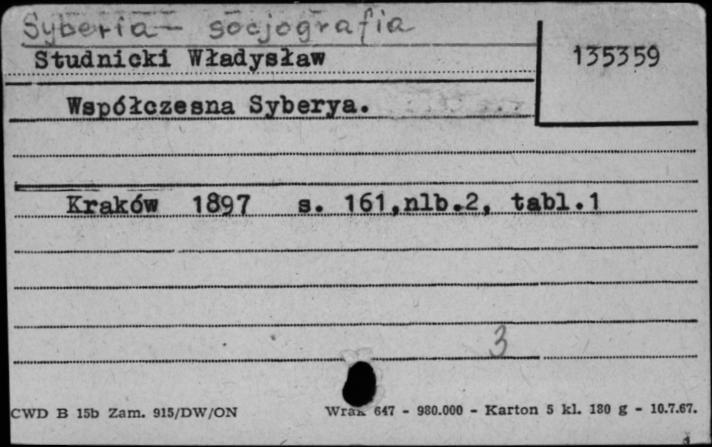 Syberia — socjografia
Studnicki Władysław
135359
Współczesna Syberya.
Kraków 1897 s. 161,nlb.2, tabl.1
3
CWD B 15b Zam. 915/DW/ON
647 - 980.000 - Karton 5 kl. 180 g - 10.7.67.